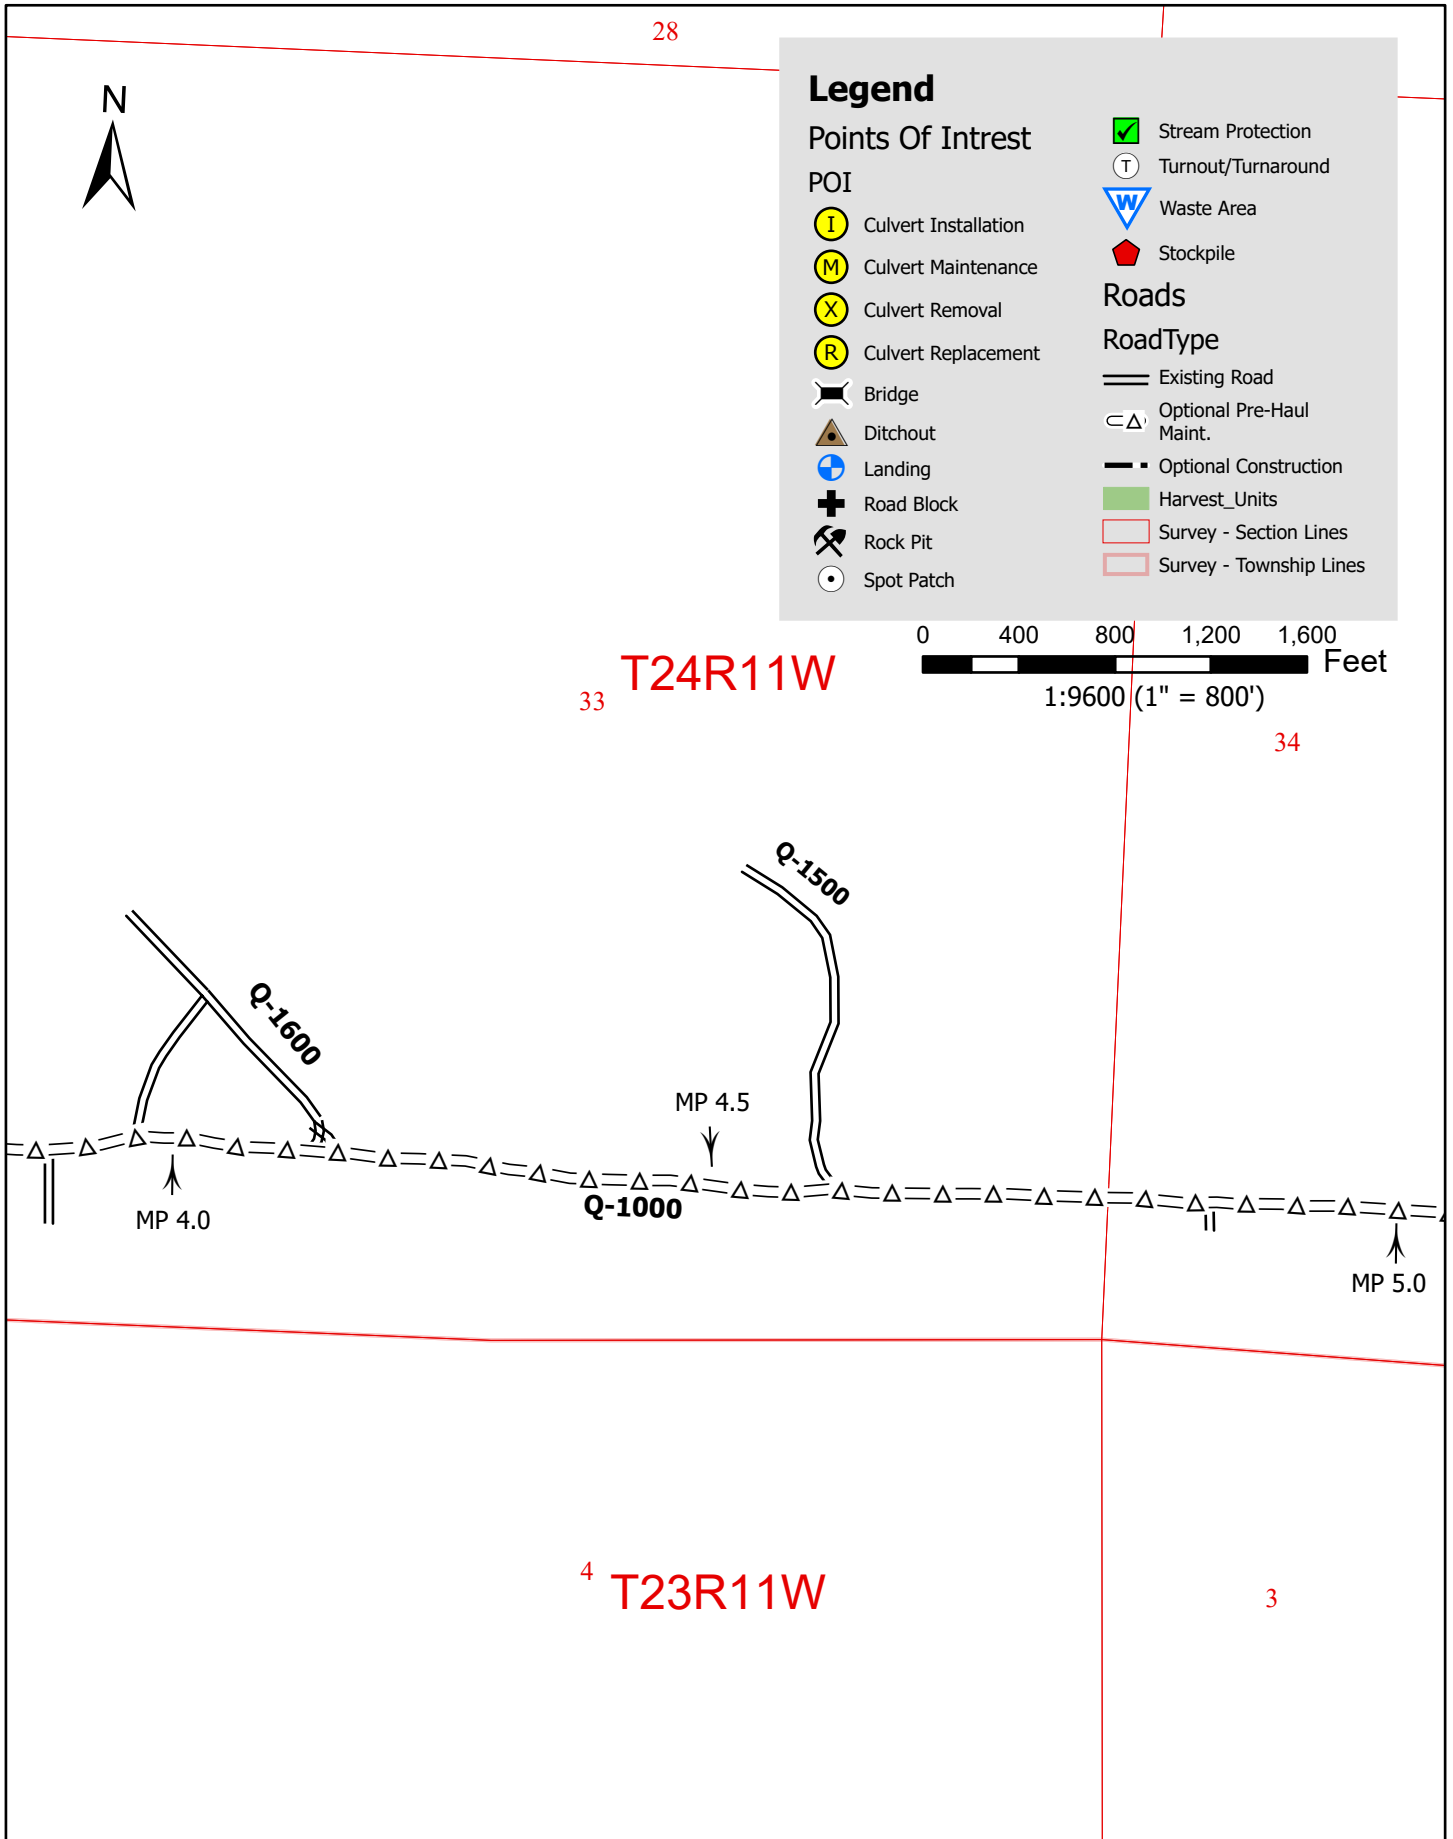 28
N
Legend
Points Of Intrest
POI
I Culvert Installation
M Culvert Maintenance
X Culvert Removal
R Culvert Replacement
Bridge
Ditchout
Landing
Road Block
Rock Pit
Spot Patch
Stream Protection
T Turnout/Turnaround
W Waste Area
Stockpile
Roads
RoadType
Existing Road
Optional Pre-Haul
Maint.
Optional Construction
Harvest_Units
Survey - Section Lines
Survey - Township Lines
0 400 800 1,200 1,600
Feet
1:9600 (1" = 800')
T24R11W
33
34
Q-1500
Q-1600
MP 4.5
MP 4.0
Q-1000
MP 5.0
4
T23R11W
3